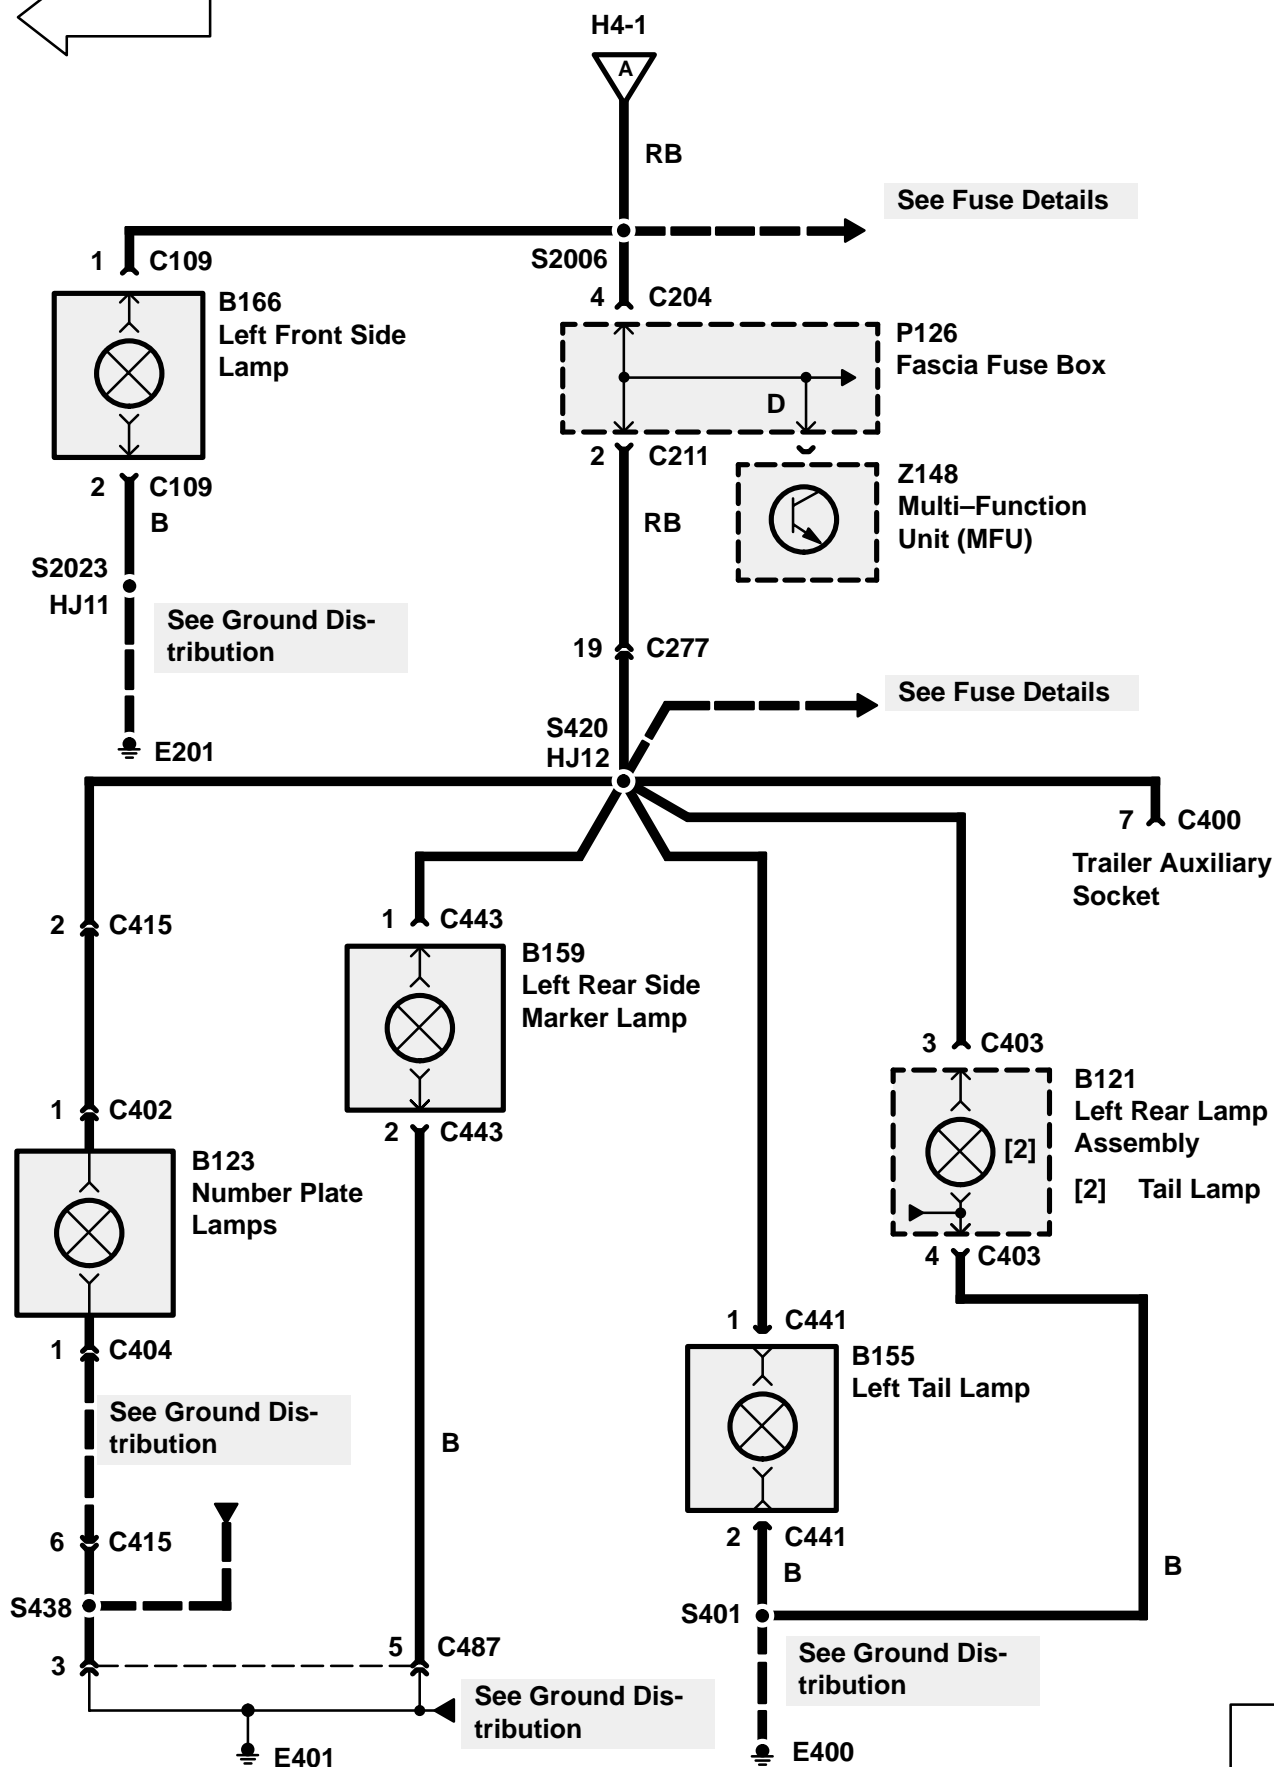 H4-1
A
RB
See Fuse Details
S2006
1 C109
B166
Left Front Side
Lamp
4 C204
P126
Fascia Fuse Box
D
2 C109
B
2 C211
RB
Z148
Multi–Function
Unit (MFU)
S2023
HJ11
See Ground Dis-
tribution
E201
19 C277
See Fuse Details
S420
HJ12
7 C400
Trailer Auxiliary
Socket
2 C415
1 C443
B159
Left Rear Side
Marker Lamp
3 C403
B121
Left Rear Lamp
Assembly
[2] Tail Lamp
[2]
1 C402
2 C443
B123
Number Plate
Lamps
4 C403
1 C404
1 C441
B155
Left Tail Lamp
See Ground Dis-
tribution
B
6 C415
2 C441
B
B
S438
S401
3
5 C487
See Ground Dis-
tribution
See Ground Dis-
tribution
E401
E400